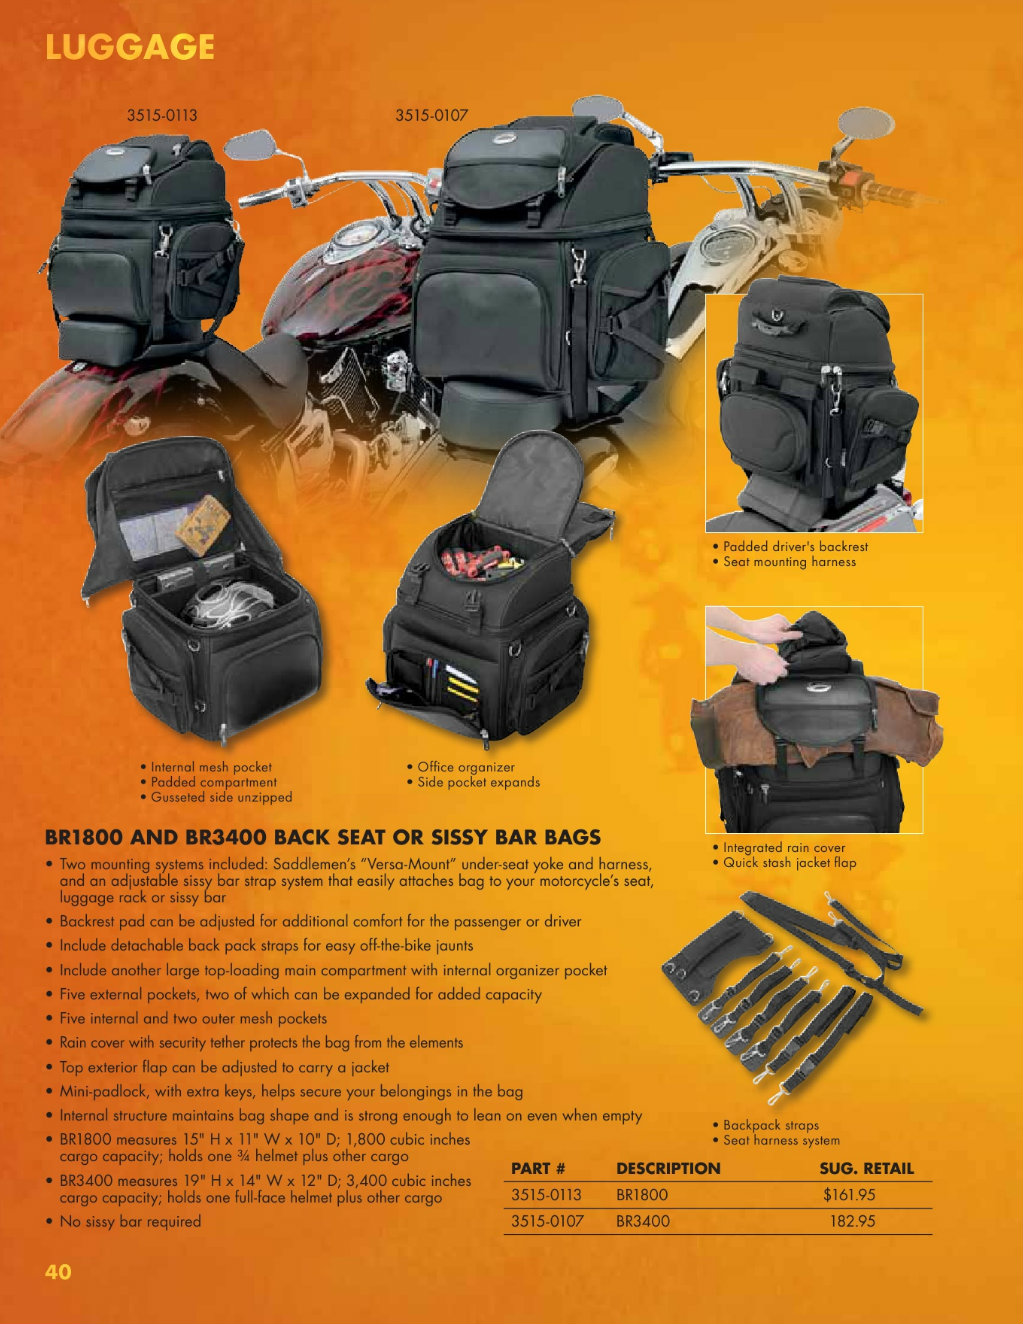 LUGGAGE
3515-0113
3515-0107
• Padded driver's backrest
• Seat mounting harness
• Internal mesh pocket
• Padded compartment
• Gusseted side unzipped
• Office organizer
• Side pocket expands
• Integrated rain cover
• Quick stash jacket flap
BR1800 AND BR3400 BACK SEAT OR SISSY BAR BAGS
• Two mounting systems included: Saddlemen's "Versa-Mount" under-seat yoke and harness,
and an adjustable sissy bar strap system that easily attaches bag to your motorcycle's seat,
luggage rack or sissy bar
• Backrest pad can be adjusted for additional comfort for the passenger or driver
• Include detachable back pack straps for easy off-the-bike jaunts
• Include another large top-loading main compartment with internal organizer pocket
• Five external pockets, two of which can be expanded for added capacity
• Five internal and two outer mesh pockets
• Rain cover with security tether protects the bag from the elements
• Top exterior flap can be adjusted to carry a jacket
• Mini-padlock, with extra keys, helps secure your belongings in the bag
• Internal structure maintains bag shape and is strong enough to lean on even when empty
• BR1800 measures 15" H x 11" W x 10" D; 1,800 cubic inches
cargo capacity; holds one ¾ helmet plus other cargo
• BR3400 measures 19" H x 14" W x 12" D; 3,400 cubic inches
cargo capacity; holds one full-face helmet plus other cargo
• No sissy bar required
• Backpack straps
• Seat harness system
PART # DESCRIPTION SUG. RETAIL
3515-0113 BR1800 $161.95
3515-0107 BR3400 182.95
40